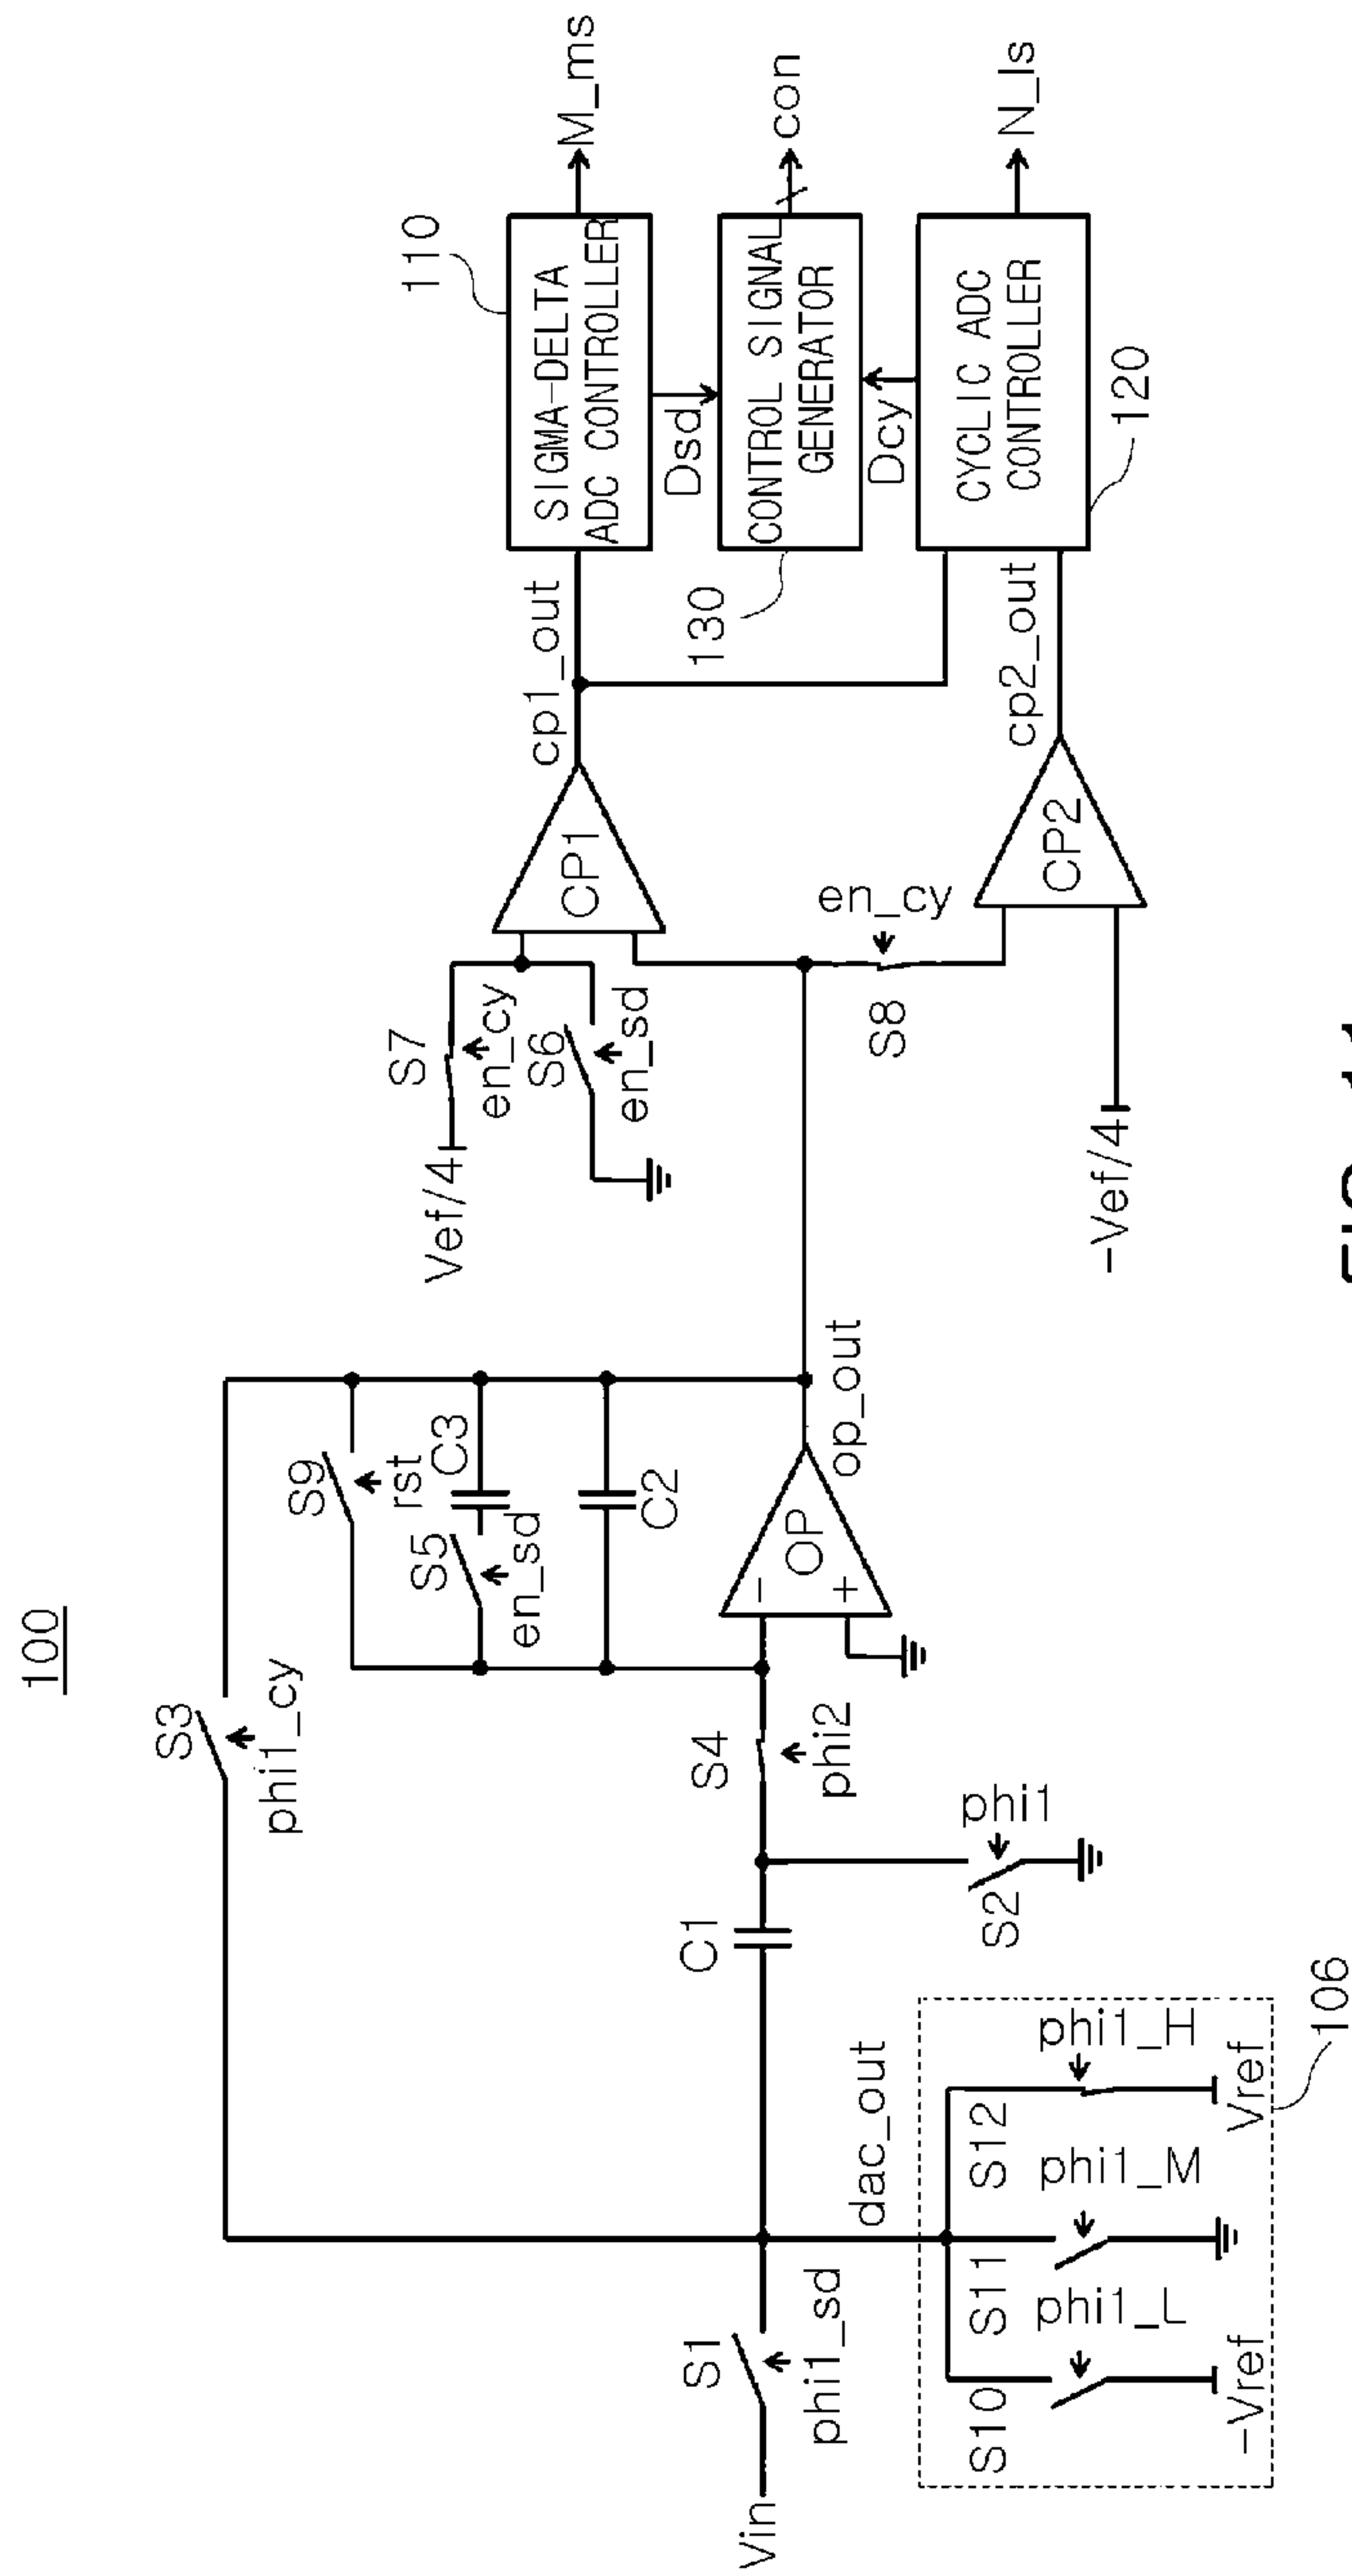 100
S3
phi1_cy
S9
rst
S5
en_sd
C3
C2
Vin
S1
phi1_sd
C1
S4
phi2
-
+
OP
op_out
S2
phi1
dac_out
S10
phi1_L
-Vref
S11
phi1_M
S12
phi1_H
Vref
106
Vef/4
S7
en_cy
S6
en_sd
CP1
cp1_out
S8
en_cy
-Vef/4
CP2
cp2_out
110
SIGMA-DELTA
ADC CONTROLLER
M_ms
Dsd
130
CONTROL SIGNAL
GENERATOR
con
Dcy
CYCLIC ADC
CONTROLLER
N_ls
120